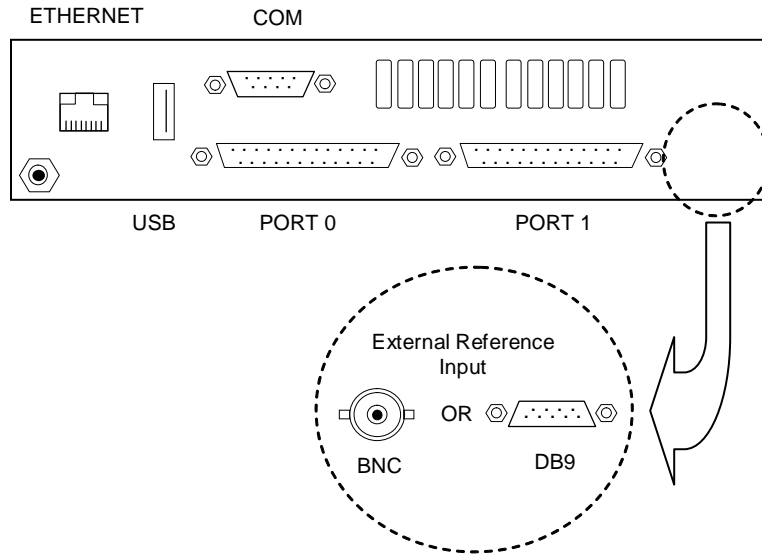 ETHERNET
COM
USB
PORT 0
PORT 1
External Reference
Input
OR
BNC
DB9